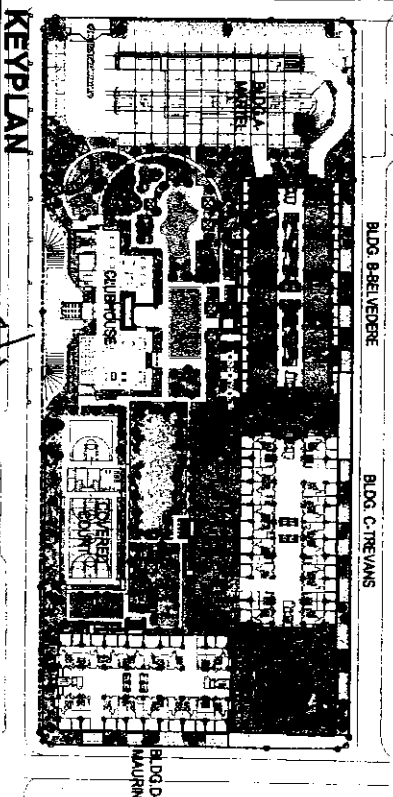 KEYPLAN
BLDG. A-
MARTEL
BLDG. B-BELVEDERE
BLDG. C-TREVANS
CLUBHOUSE
COVERED
COURT
BLDG. D
MAURIN